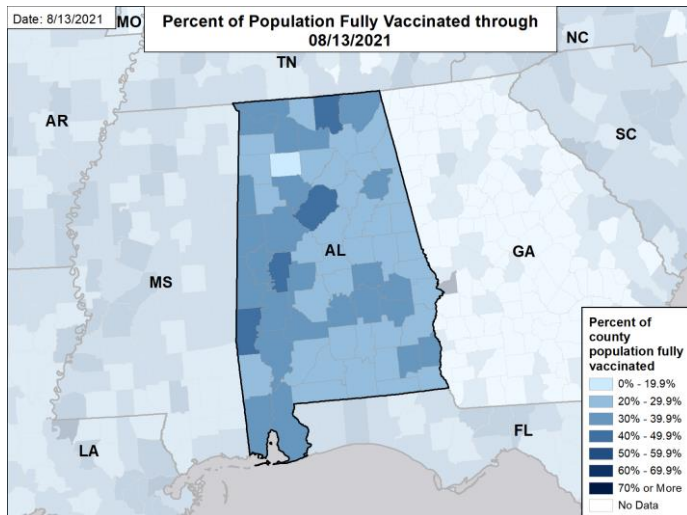 Date: 8/13/2021
Percent of Population Fully Vaccinated through
08/13/2021
MO
NC
TN
AR
SC
MS
AL
GA
LA
FL
Percent of
county
population fully
vaccinated
0% - 19.9%
20% - 29.9%
30% - 39.9%
40% - 49.9%
50% - 59.9%
60% - 69.9%
70% or More
No Data